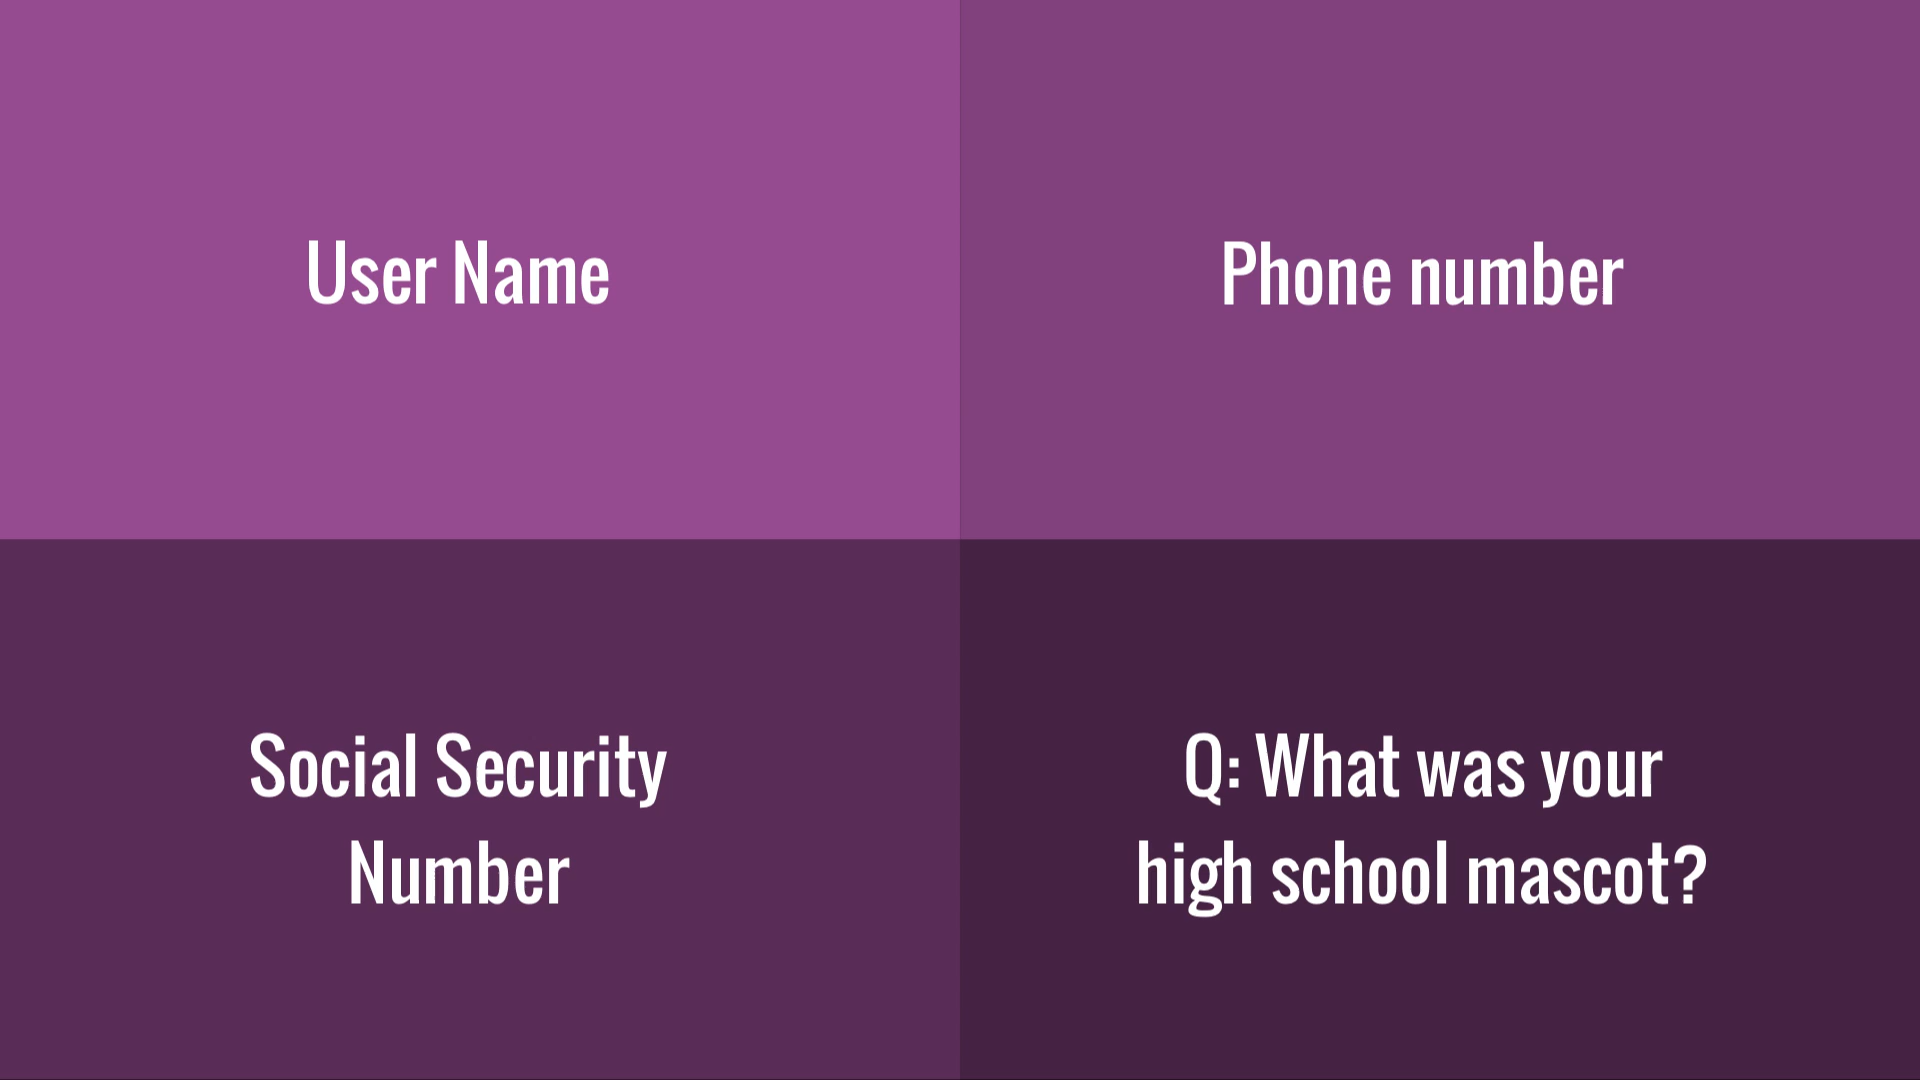 User Name
Phone number
Social Security
Number
Q: What was your
high school mascot?